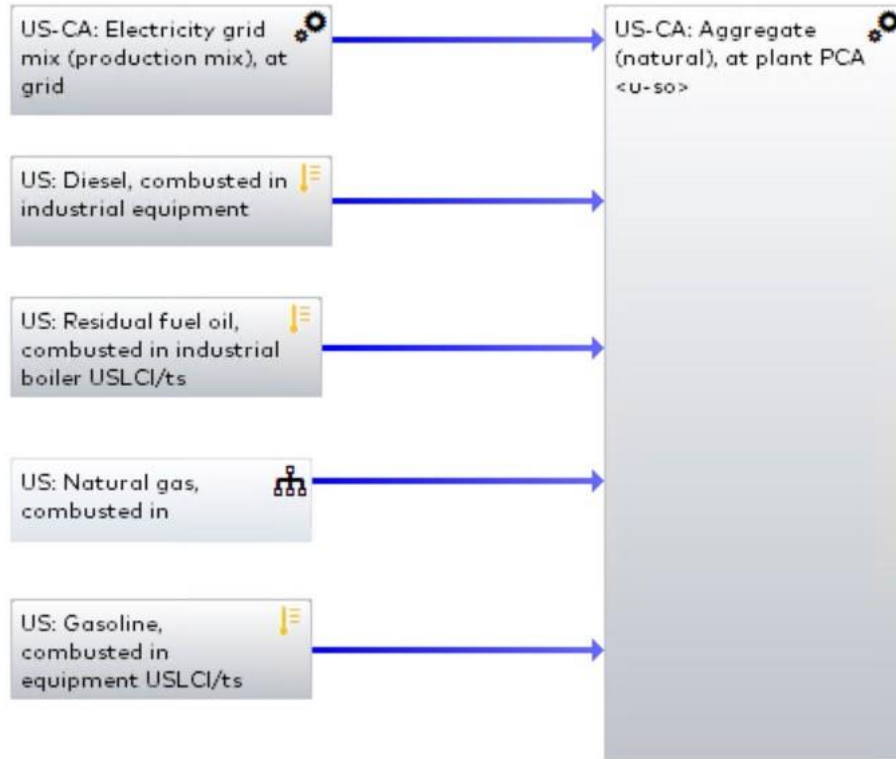 US-CA: Electricity grid
mix (production mix), at
grid
US-CA: Aggregate
(natural), at plant PCA
<u-so>
US: Diesel, combusted in
industrial equipment
US: Residual fuel oil,
combusted in industrial
boiler USLCI/ts
US: Natural gas,
combusted in
US: Gasoline,
combusted in
equipment USLCI/ts